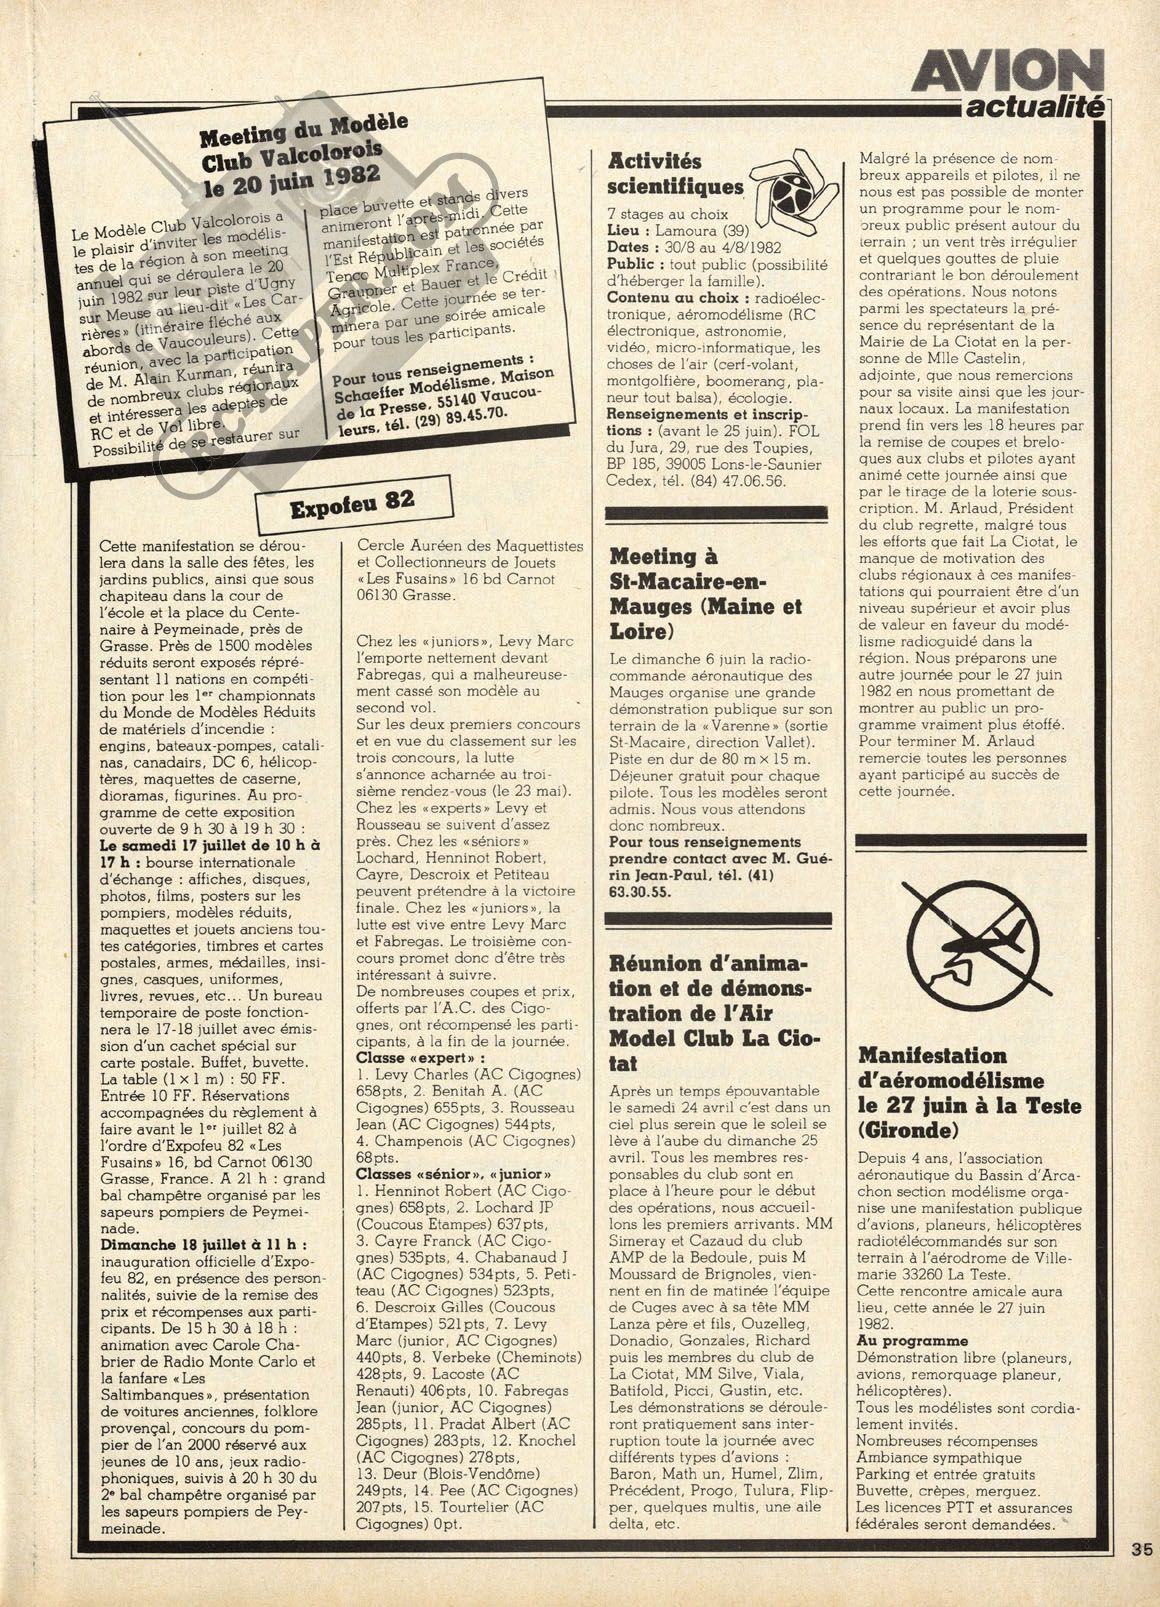 AVION
actualité
Meeting du Modèle
Club Valcolorois
le 20 juin 1982
Le Modèle Club Valcolorois a
le plaisir d'inviter les modélis-
tes de la région à son meeting
annuel qui se déroulera le 20
juin 1982 sur leur piste d'Ugny
sur Meuse au lieu-dit «Les Car-
rières» (itinéraire fléché aux
abords de Vaucouleurs). Cette
réunion, avec la participation
de M. Alain Kurman, réunira
de nombreux clubs régionaux
et intéressera les adeptes de
RC et de Vol libre.
Possibilité de se restaurer sur
place buvette et stands divers
animeront l'après-midi. Cette
manifestation est patronnée par
l'Est Républicain et les sociétés
Tenco Multiplex France,
Graupner et Bauer et le Crédit
Agricole. Cette journée se ter-
minera par une soirée amicale
pour tous les participants.
Pour tous renseignements :
Schaeffer Modélisme, Maison
de la Presse, 55140 Vaucou-
leurs, tél. (29) 89.45.70.
RCTAPER.COM
Expofeu 82
Cette manifestation se dérou-
lera dans la salle des fêtes, les
jardins publics, ainsi que sous
chapiteau dans la cour de
l'école et la place du Cente-
naire à Peymeinade, près de
Grasse. Près de 1500 modèles
réduits seront exposés répré-
sentant 11 nations en compéti-
tion pour les 1er championnats
du Monde de Modèles Réduits
de matériels d'incendie :
engins, bateaux-pompes, catali-
nas, canadairs, DC 6, hélicop-
tères, maquettes de caserne,
dioramas, figurines. Au pro-
gramme de cette exposition
ouverte de 9 h 30 à 19 h 30 :
Le samedi 17 juillet de 10 h à
17 h : bourse internationale
d'échange : affiches, disques,
photos, films, posters sur les
pompiers, modèles réduits,
maquettes et jouets anciens tou-
tes catégories, timbres et cartes
postales, armes, médailles, insi-
gnes, casques, uniformes,
livres, revues, etc... Un bureau
temporaire de poste fonction-
nera le 17-18 juillet avec émis-
sion d'un cachet spécial sur
carte postale. Buffet, buvette.
La table (1 × 1 m) : 50 FF.
Entrée 10 FF. Réservations
accompagnées du règlement à
faire avant le 1er juillet 82 à
l'ordre d'Expofeu 82 «Les
Fusains» 16, bd Carnot 06130
Grasse, France. A 21 h : grand
bal champêtre organisé par les
sapeurs pompiers de Peymei-
nade.
Dimanche 18 juillet à 11 h :
inauguration officielle d'Expo-
feu 82, en présence des person-
nalités, suivie de la remise des
prix et récompenses aux parti-
cipants. De 15 h 30 à 18 h :
animation avec Carole Cha-
brier de Radio Monte Carlo et
la fanfare «Les
Saltimbanques», présentation
de voitures anciennes, folklore
provençal, concours du pom-
pier de l'an 2000 réservé aux
jeunes de 10 ans, jeux radio-
phoniques, suivis à 20 h 30 du
2e bal champêtre organisé par
les sapeurs pompiers de Pey-
meinade.
Cercle Auréen des Maquettistes
et Collectionneurs de Jouets
«Les Fusains» 16 bd Carnot
06130 Grasse.
Chez les «juniors», Levy Marc
l'emporte nettement devant
Fabregas, qui a malheureuse-
ment cassé son modèle au
second vol.
Sur les deux premiers concours
et en vue du classement sur les
trois concours, la lutte
s'annonce acharnée au troi-
sième rendez-vous (le 23 mai).
Chez les «experts» Levy et
Rousseau se suivent d'assez
près. Chez les «séniors»
Lochard, Henninot Robert,
Cayre, Descroix et Petiteau
peuvent prétendre à la victoire
finale. Chez les «juniors», la
lutte est vive entre Levy Marc
et Fabregas. Le troisième con-
cours promet donc d'être très
intéressant à suivre.
De nombreuses coupes et prix,
offerts par l'A.C. des Cigo-
gnes, ont récompensé les parti-
cipants, à la fin de la journée.
Classe «expert» :
1. Levy Charles (AC Cigognes)
658pts, 2. Benitah A. (AC
Cigognes) 655pts, 3. Rousseau
Jean (AC Cigognes) 544pts,
4. Champenois (AC Cigognes)
68pts.
Classes «sénior», «junior»
1. Henninot Robert (AC Cigo-
gnes) 658pts, 2. Lochard JP
(Coucous Etampes) 637pts,
3. Cayre Franck (AC Cigo-
gnes) 535pts, 4. Chabanaud J
(AC Cigognes) 534pts, 5. Peti-
teau (AC Cigognes) 523pts,
6. Descroix Gilles (Coucous
d'Etampes) 521pts, 7. Levy
Marc (junior, AC Cigognes)
440pts, 8. Verbeke (Cheminots)
428pts, 9. Lacoste (AC
Renauti) 406pts, 10. Fabregas
Jean (junior, AC Cigognes)
285pts, 11. Pradat Albert (AC
Cigognes) 283pts, 12. Knochel
(AC Cigognes) 278pts,
13. Deur (Blois-Vendôme)
249pts, 14. Pee (AC Cigognes)
207pts, 15. Tourtelier (AC
Cigognes) 0pt.
Activités
scientifiques
7 stages au choix
Lieu : Lamoura (39)
Dates : 30/8 au 4/8/1982
Public : tout public (possibilité
d'héberger la famille).
Contenu au choix : radioélec-
tronique, aéromodélisme (RC
électronique, astronomie,
vidéo, micro-informatique, les
choses de l'air (cerf-volant,
montgolfière, boomerang, pla-
neur tout balsa), écologie.
Renseignements et inscrip-
tions : (avant le 25 juin). FOL
du Jura, 29, rue des Toupies,
BP 185, 39005 Lons-le-Saunier
Cedex, tél. (84) 47.06.56.
Meeting à
St-Macaire-en-
Mauges (Maine et
Loire)
Le dimanche 6 juin la radio-
commande aéronautique des
Mauges organise une grande
démonstration publique sur son
terrain de la «Varenne» (sortie
St-Macaire, direction Vallet).
Piste en dur de 80 m × 15 m.
Déjeuner gratuit pour chaque
pilote. Tous les modèles seront
admis. Nous vous attendons
donc nombreux.
Pour tous renseignements
prendre contact avec M. Gué-
rin Jean-Paul, tél. (41)
63.30.55.
Réunion d'anima-
tion et de démons-
tration de l'Air
Model Club La Cio-
tat
Après un temps épouvantable
le samedi 24 avril c'est dans un
ciel plus serein que le soleil se
lève à l'aube du dimanche 25
avril. Tous les membres res-
ponsables du club sont en
place à l'heure pour le début
des opérations, nous accueil-
lons les premiers arrivants. MM
Simeray et Cazaud du club
AMP de la Bedoule, puis M
Moussard de Brignoles, vien-
nent en fin de matinée l'équipe
de Cuges avec à sa tête MM
Lanza père et fils, Ouzelleg,
Donadio, Gonzales, Richard
puis les membres du club de
La Ciotat, MM Silve, Viala,
Batifold, Picci, Gustin, etc.
Les démonstrations se déroule-
ront pratiquement sans inter-
ruption toute la journée avec
différents types d'avions :
Baron, Math un, Humel, Zlim,
Précédent, Progo, Tulura, Flip-
per, quelques multis, une aile
delta, etc.
Malgré la présence de nom-
breux appareils et pilotes, il ne
nous est pas possible de monter
un programme pour le nom-
breux public présent autour du
terrain ; un vent très irrégulier
et quelques gouttes de pluie
contrariant le bon déroulement
des opérations. Nous notons
parmi les spectateurs la pré-
sence du représentant de la
Mairie de La Ciotat en la per-
sonne de Mlle Castelin,
adjointe, que nous remercions
pour sa visite ainsi que les jour-
naux locaux. La manifestation
prend fin vers les 18 heures par
la remise de coupes et brelo-
ques aux clubs et pilotes ayant
animé cette journée ainsi que
par le tirage de la loterie sous-
cription. M. Arlaud, Président
du club regrette, malgré tous
les efforts que fait La Ciotat, le
manque de motivation des
clubs régionaux à ces manifes-
tations qui pourraient être d'un
niveau supérieur et avoir plus
de valeur en faveur du modé-
lisme radioguidé dans la
région. Nous préparons une
autre journée pour le 27 juin
1982 en nous promettant de
montrer au public un pro-
gramme vraiment plus étoffé.
Pour terminer M. Arlaud
remercie toutes les personnes
ayant participé au succès de
cette journée.
Manifestation
d'aéromodélisme
le 27 juin à la Teste
(Gironde)
Depuis 4 ans, l'association
aéronautique du Bassin d'Arca-
chon section modélisme orga-
nise une manifestation publique
d'avions, planeurs, hélicoptères
radiotélécommandés sur son
terrain à l'aérodrome de Ville-
marie 33260 La Teste.
Cette rencontre amicale aura
lieu, cette année le 27 juin
1982.
Au programme
Démonstration libre (planeurs,
avions, remorquage planeur,
hélicoptères).
Tous les modélistes sont cordia-
lement invités.
Nombreuses récompenses
Ambiance sympathique
Parking et entrée gratuits
Buvette, crèpes, merguez.
Les licences PTT et assurances
fédérales seront demandées.
35